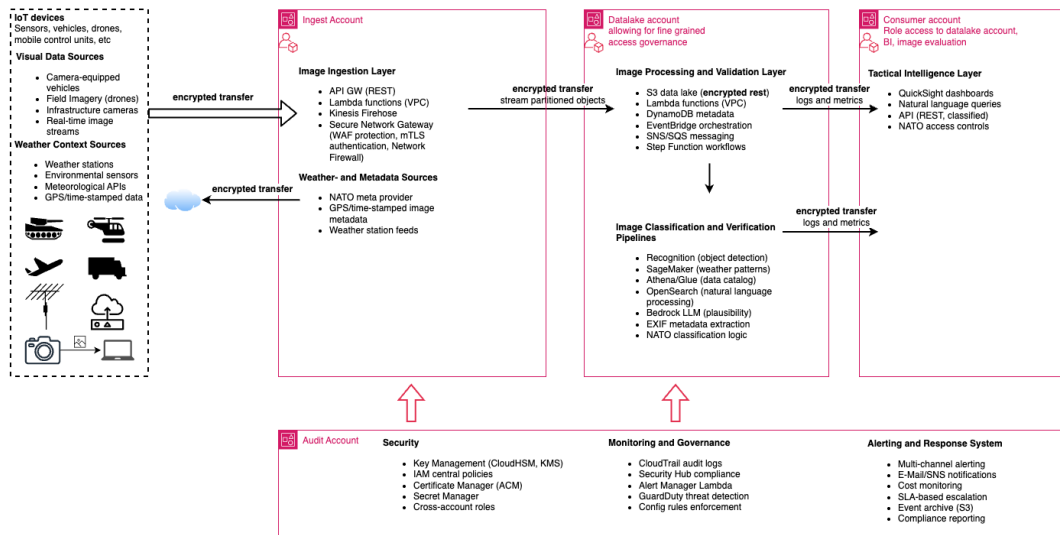 IoT devices
Sensors, vehicles, drones,
mobile control units, etc
Visual Data Sources
Camera-equipped
vehicles
Field Imagery (drones)
Infrastructure cameras
Real-time image
streams
Weather Context Sources
Weather stations
Environmental sensors
Meteorological APIs
GPS/time-stamped data
encrypted transfer
encrypted transfer
Ingest Account
Image Ingestion Layer
API GW (REST)
Lambda functions (VPC)
Kinesis Firehose
Secure Network Gateway
(WAF protection, mTLS
authentication, Network
Firewall)
Weather- and Metadata Sources
NATO meta provider
GPS/time-stamped image
metadata
Weather station feeds
encrypted transfer
stream partitioned objects
Datalake account
allowing for fine grained
access governance
Image Processing and Validation Layer
S3 data lake (encrypted rest)
Lambda functions (VPC)
DynamoDB metadata
EventBridge orchestration
SNS/SQS messaging
Step Function workflows
Image Classification and Verification
Pipelines
Recognition (object detection)
SageMaker (weather patterns)
Athena/Glue (data catalog)
OpenSearch (natural language
processing)
Bedrock LLM (plausibility)
EXIF metadata extraction
NATO classification logic
encrypted transfer
logs and metrics
encrypted transfer
logs and metrics
Consumer account
Role access to datalake account,
BI, image evaluation
Tactical Intelligence Layer
QuickSight dashboards
Natural language queries
API (REST, classified)
NATO access controls
Audit Account
Security
Key Management (CloudHSM, KMS)
IAM central policies
Certificate Manager (ACM)
Secret Manager
Cross-account roles
Monitoring and Governance
CloudTrail audit logs
Security Hub compliance
Alert Manager Lambda
GuardDuty threat detection
Config rules enforcement
Alerting and Response System
Multi-channel alerting
E-Mail/SNS notifications
Cost monitoring
SLA-based escalation
Event archive (S3)
Compliance reporting